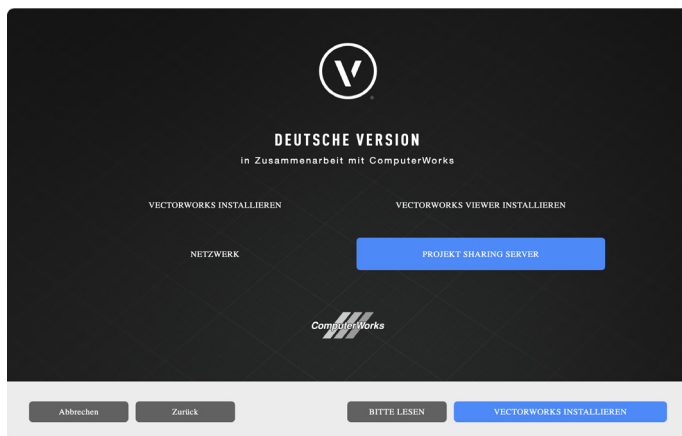 DEUTSCHE VERSION
in Zusammenarbeit mit ComputerWorks
VECTORWORKS INSTALLIEREN
VECTORWORKS VIEWER INSTALLIEREN
NETZWERK
PROJEKT SHARING SERVER
ComputerWorks
Abbrechen
Zurück
BITTE LESEN
VECTORWORKS INSTALLIEREN